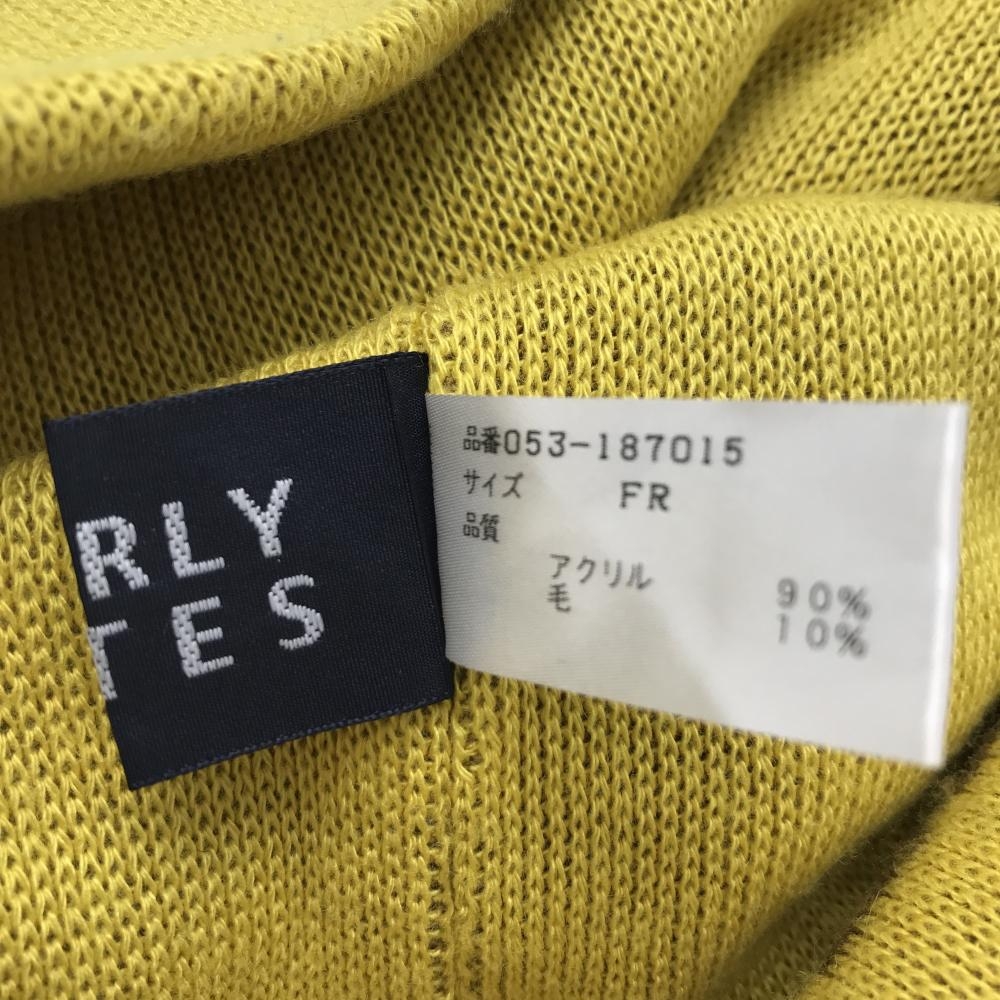 RLY
TES
品番053-187015
サイズ FR
品質
アクリル 90%
毛 10%